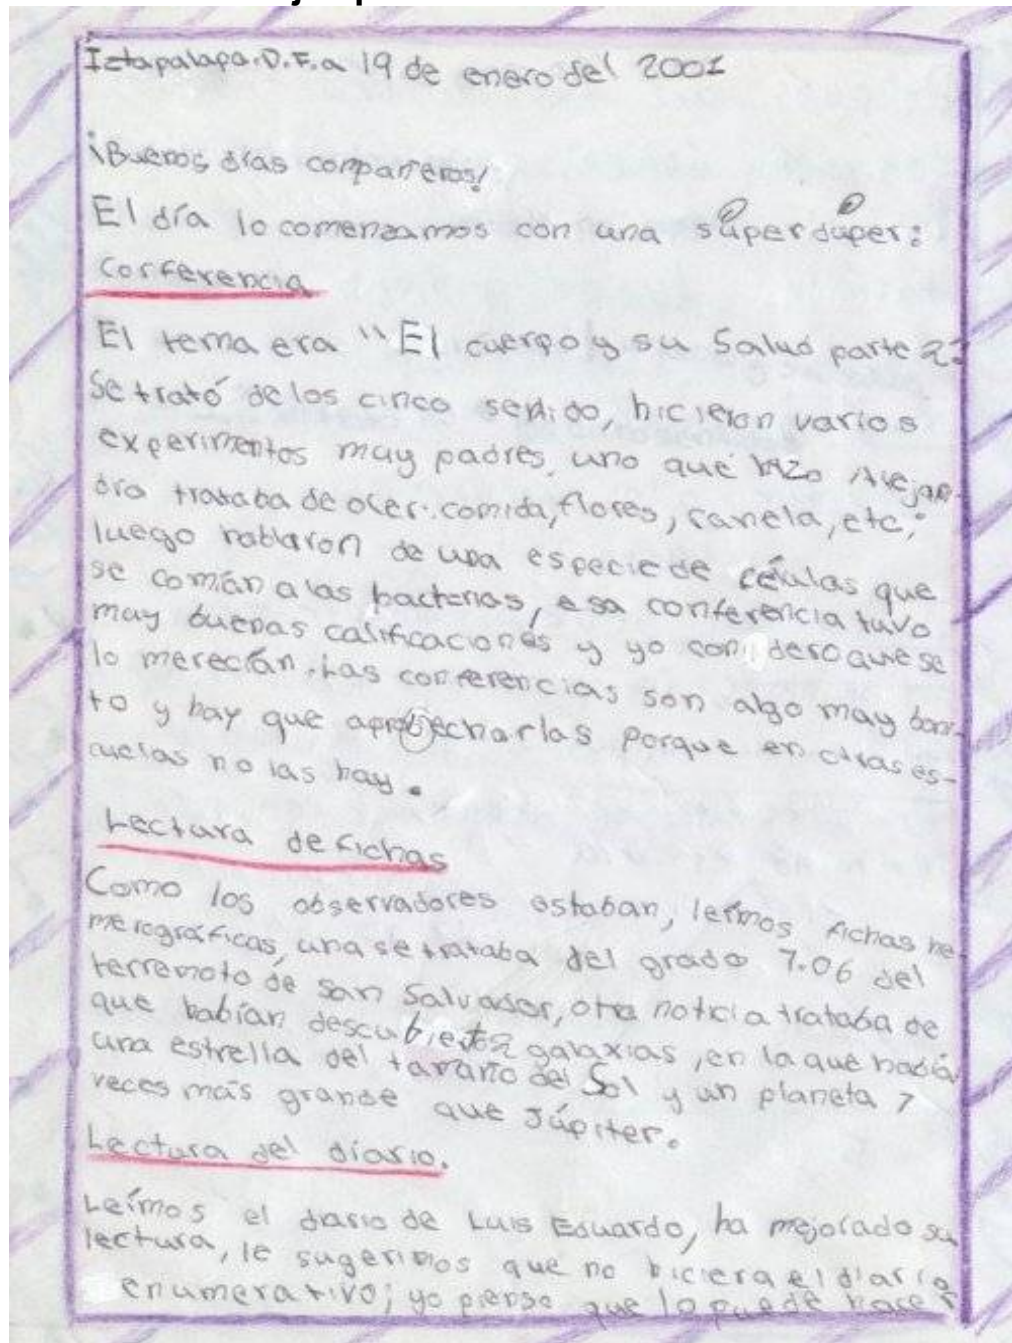 Iztapalapa.D.F.a 19 de enero del 2001
¡Buenos días compañeros!
El día lo comenzamos con una súper dúper:
Conferencia
El tema era "El cuerpo y su Salud parte 2"
Se trató de los cinco sentido, hicieron varios
experimentos muy padres, uno que hizo Alejan-
dra trataba de oler: comida, flores, canela, etc;
luego hablaron de una especie de células que
se comán a las bacterias, esa conferencia tuvo
muy buenas calificacionés y yo considero que se
lo merecían. Las conferencias son algo muy boni-
to y hay que aprobecharlas porque en otras es-
cuelas no las hay.
Lectura de fichas
Como los observadores estaban, leímos fichas he-
merográficas, una se trataba del grado 7.06 del
terremoto de San Salvador, otra noticia trataba de
que habían descubierto 2 galaxias, en la que había
una estrella del tamaño del Sol y un planeta 7
veces más grande que Júpiter.
Lectura del diario.
Leímos el diario de Luis Eduardo, ha mejorado su
lectura, le sugerimos que no hiciera el diario
enumerativo; yo pienso que lo puede hacer